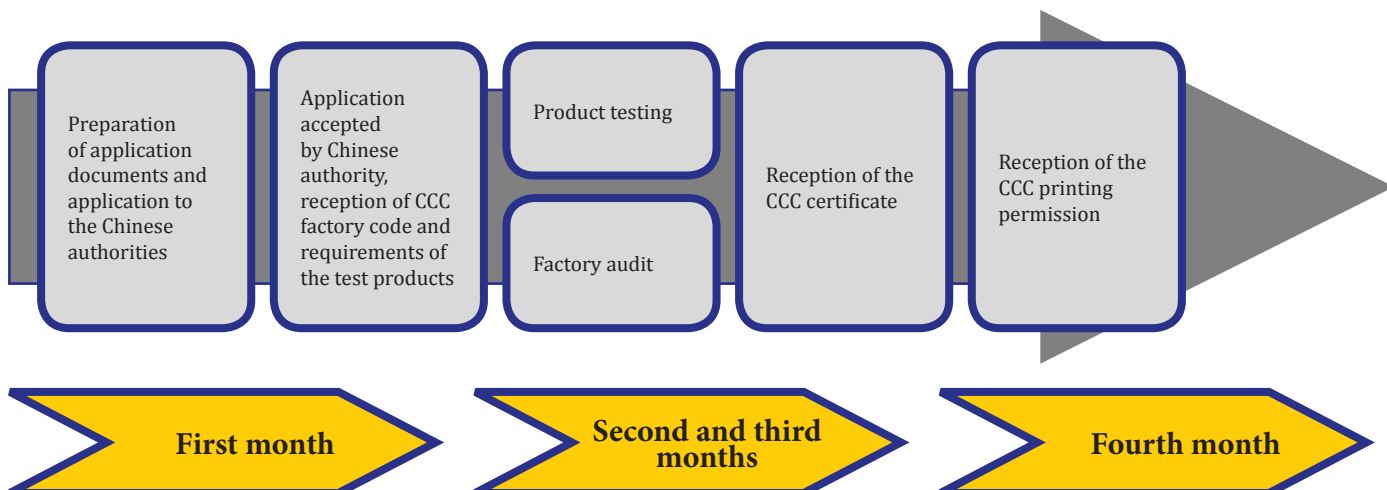 Preparation
of application
documents and
application to
the Chinese
authorities
Application
accepted
by Chinese
authority,
reception of CCC
factory code and
requirements of
the test products
Product testing
Factory audit
Reception of the
CCC certificate
Reception of the
CCC printing
permission
First month
Second and third
months
Fourth month